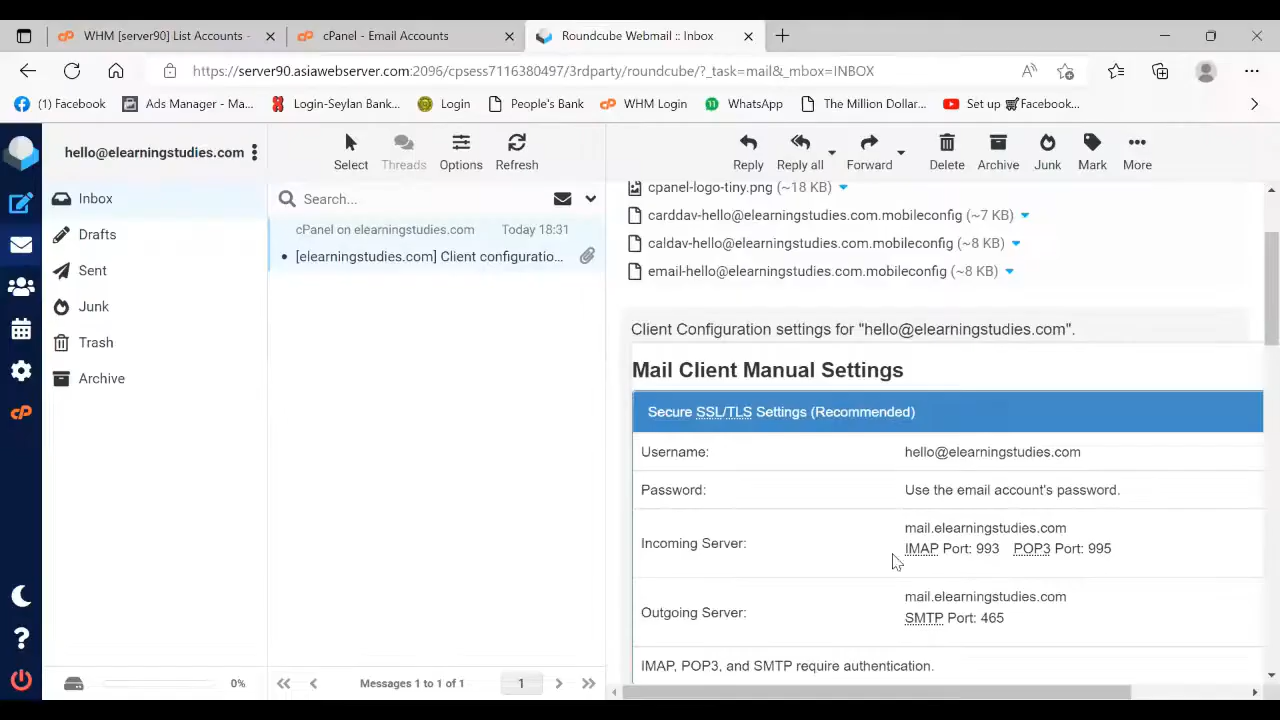 WHM [server90] List Accounts -
cPanel - Email Accounts
Roundcube Webmail :: Inbox
https://server90.asiawebserver.com:2096/cpsess7116380497/3rdparty/roundcube/?_task=mail&_mbox=INBOX
(1) Facebook
Ads Manager - Ma...
Login-Seylan Bank...
Login
People's Bank
WHM Login
WhatsApp
The Million Dollar...
Set up 🛒Facebook...
hello@elearningstudies.com
Select
Threads
Options
Refresh
Reply
Reply all
Forward
Delete
Archive
Junk
Mark
More
Inbox
Drafts
Sent
Junk
Trash
Archive
Search...
cPanel on elearningstudies.com Today 18:31
[elearningstudies.com] Client configuratio...
cpanel-logo-tiny.png (~18 KB)
carddav-hello@elearningstudies.com.mobileconfig (~7 KB)
caldav-hello@elearningstudies.com.mobileconfig (~8 KB)
email-hello@elearningstudies.com.mobileconfig (~8 KB)
Client Configuration settings for "hello@elearningstudies.com".
Mail Client Manual Settings
Secure SSL/TLS Settings (Recommended)
Username: hello@elearningstudies.com
Password: Use the email account's password.
Incoming Server: mail.elearningstudies.com
IMAP Port: 993 POP3 Port: 995
Outgoing Server: mail.elearningstudies.com
SMTP Port: 465
IMAP, POP3, and SMTP require authentication.
0%
Messages 1 to 1 of 1
1